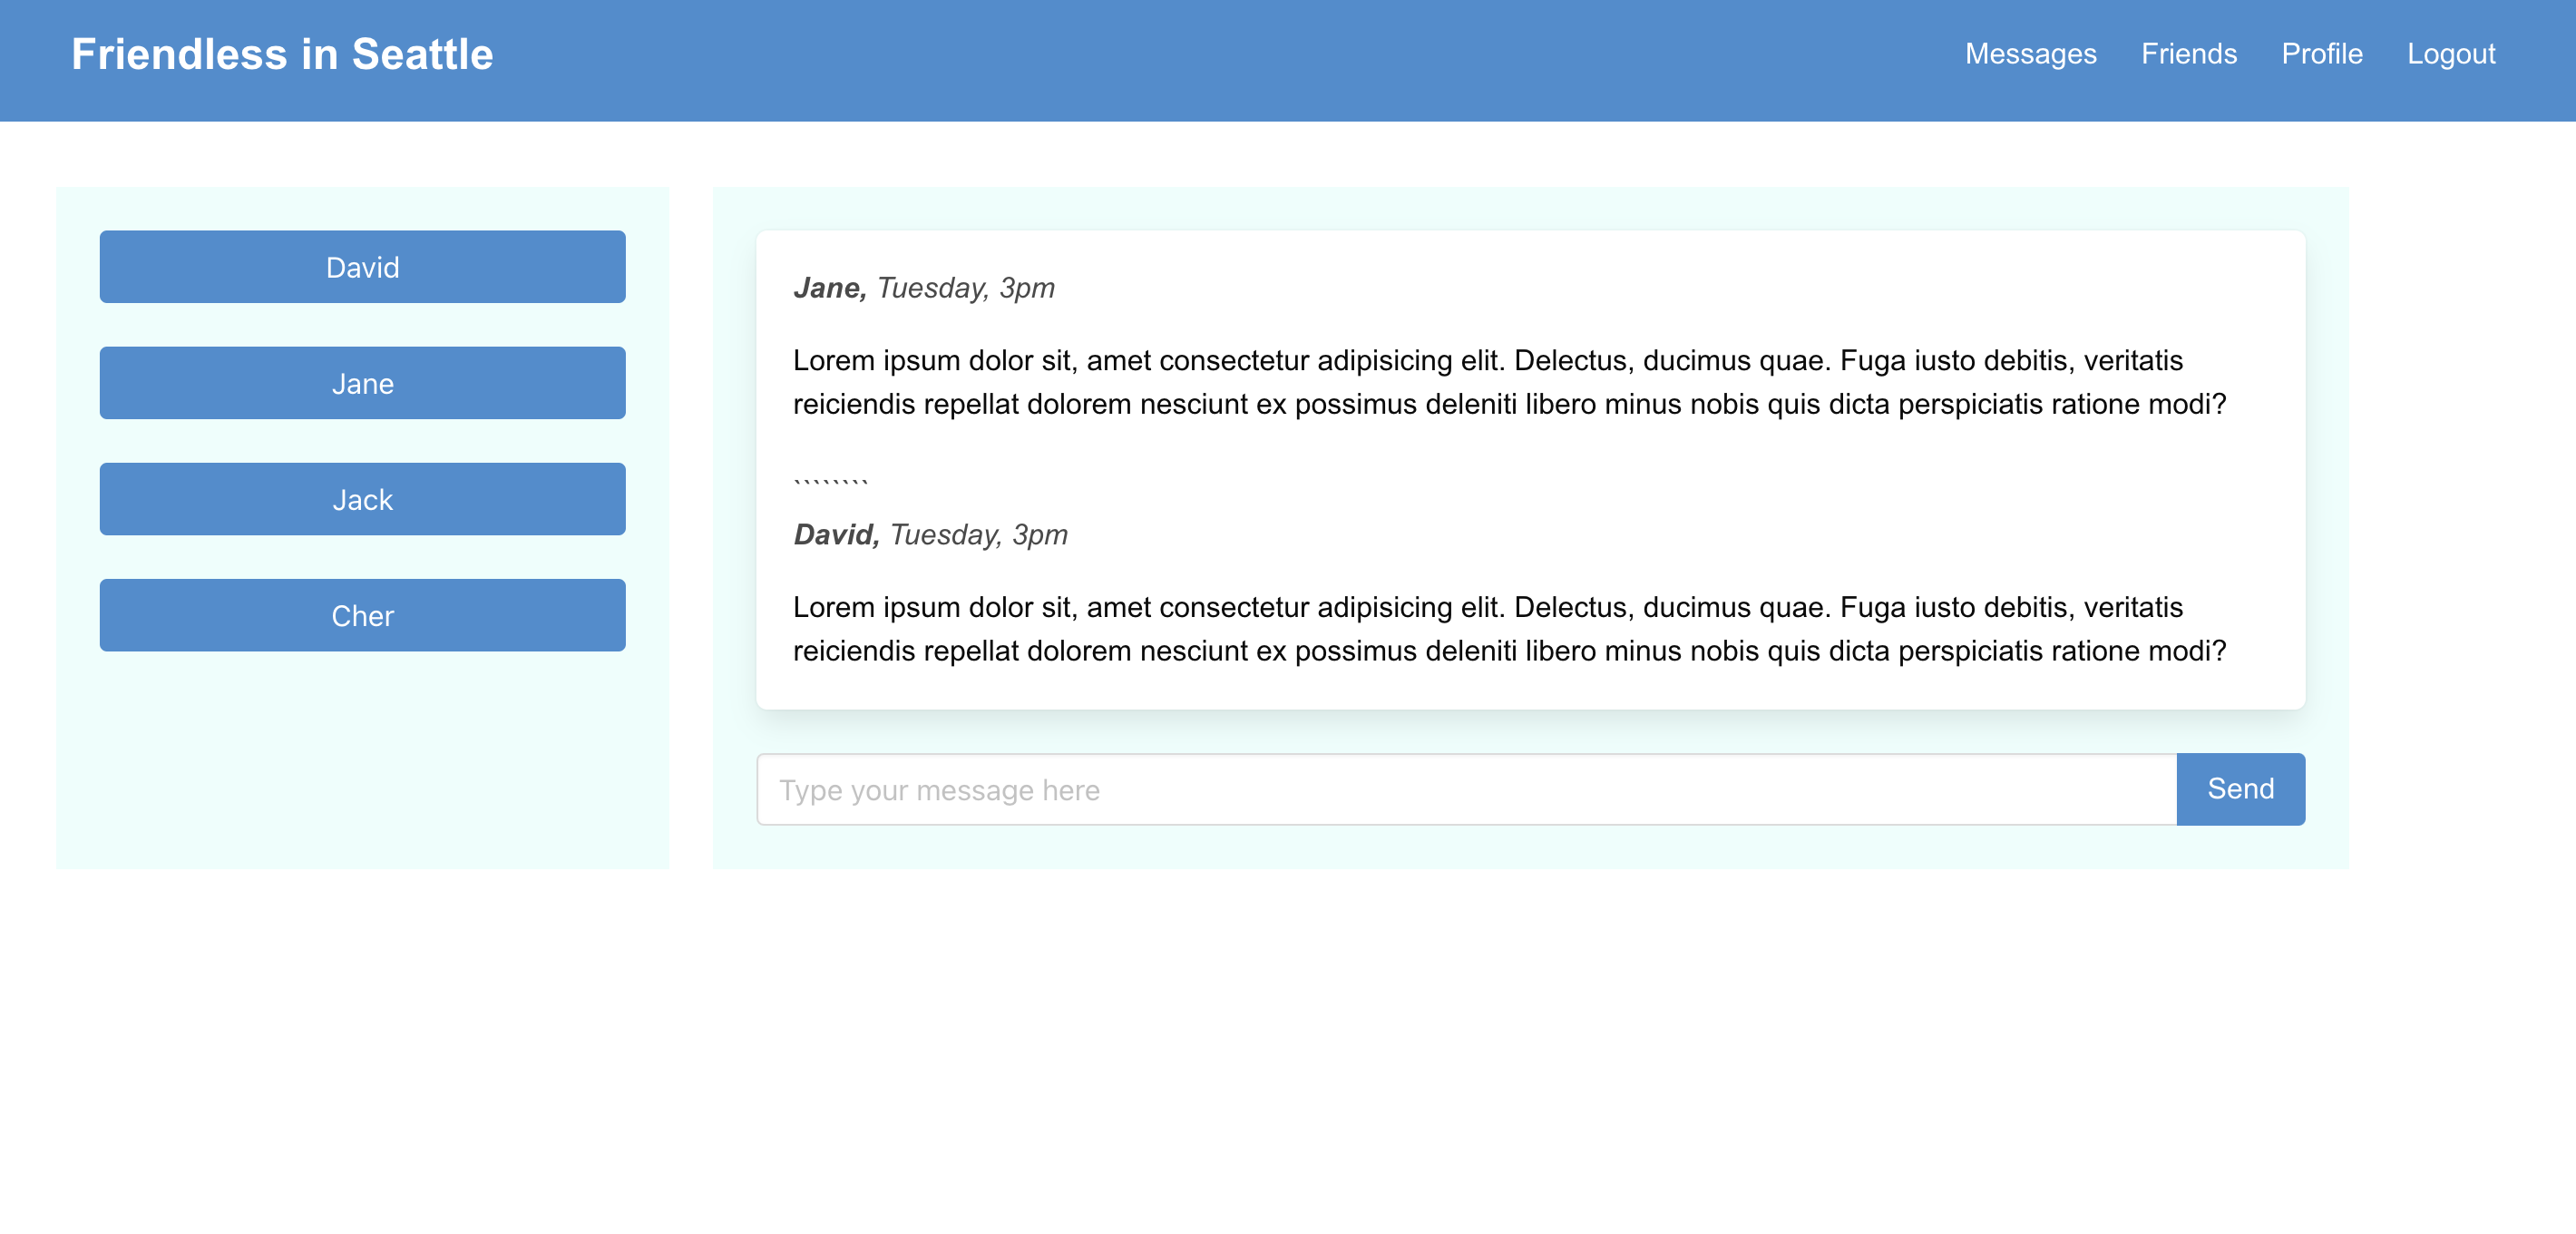 Friendless in Seattle
Messages Friends Profile Logout
David
Jane
Jack
Cher
Jane, Tuesday, 3pm
Lorem ipsum dolor sit, amet consectetur adipisicing elit. Delectus, ducimus quae. Fuga iusto debitis, veritatis
reiciendis repellat dolorem nesciunt ex possimus deleniti libero minus nobis quis dicta perspiciatis ratione modi?
````````
David, Tuesday, 3pm
Lorem ipsum dolor sit, amet consectetur adipisicing elit. Delectus, ducimus quae. Fuga iusto debitis, veritatis
reiciendis repellat dolorem nesciunt ex possimus deleniti libero minus nobis quis dicta perspiciatis ratione modi?
Type your message here
Send